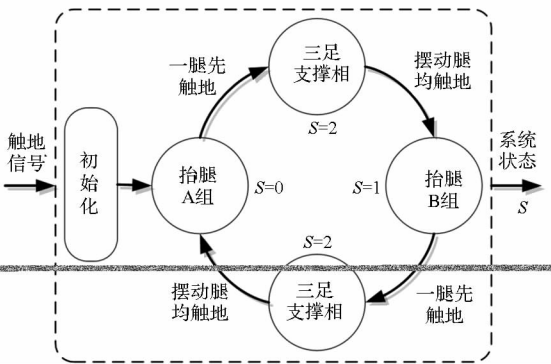 一腿先
触地
三足
支撑相
S=2
摆动腿
均触地
触地
信号
初
始
化
抬腿
A组
S=0
S=1
抬腿
B组
系统
状态
S
S=2
摆动腿
均触地
三足
支撑相
一腿先
触地